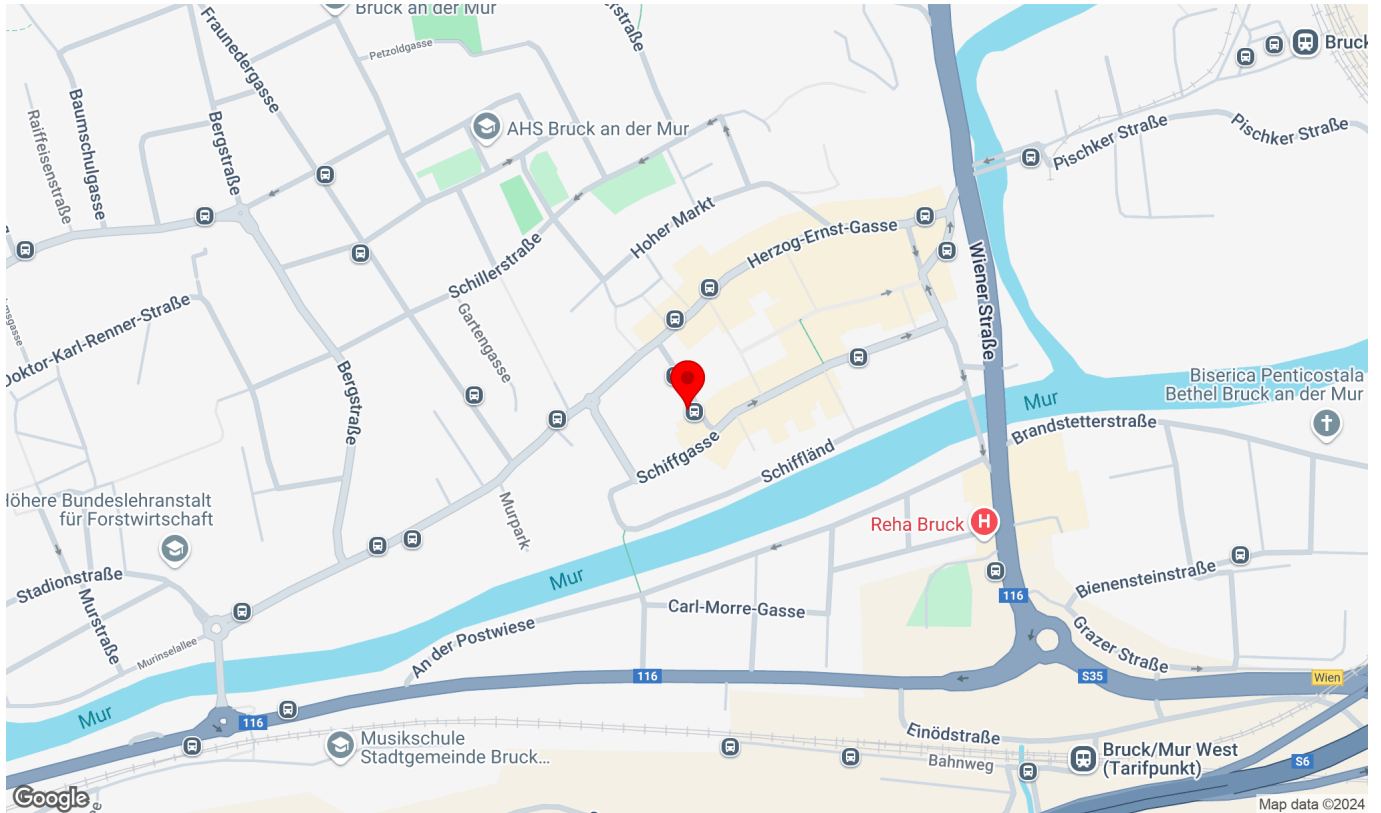 Bruck an der Mur
Petzoldgasse
Fraunedergasse
Baumschulgasse
Raiffeisenstraße
Bergstraße
AHS Bruck an der Mur
Bruck
Pischker Straße
Pischker Straße
Hoher Markt
Herzog-Ernst-Gasse
Schillerstraße
Wiener Straße
Doktor-Karl-Renner-Straße
Gartengasse
Bergstraße
Biserica Penticostala
Bethel Bruck an der Mur
Mur
Brandstetterstraße
Schiffgasse
Schiffländ
Höhere Bundeslehranstalt
für Forstwirtschaft
Murpark
Reha Bruck
H
Stadionstraße
Murstraße
Mur
Bienensteinstraße
116
Carl-Morre-Gasse
Grazer Straße
An der Postwiese
Murinselallee
116
S35
Wien
Mur
116
Einödstraße
Musikschule
Stadtgemeinde Bruck...
Bahnweg
Bruck/Mur West
(Tarifpunkt)
S6
Google
Map data ©2024